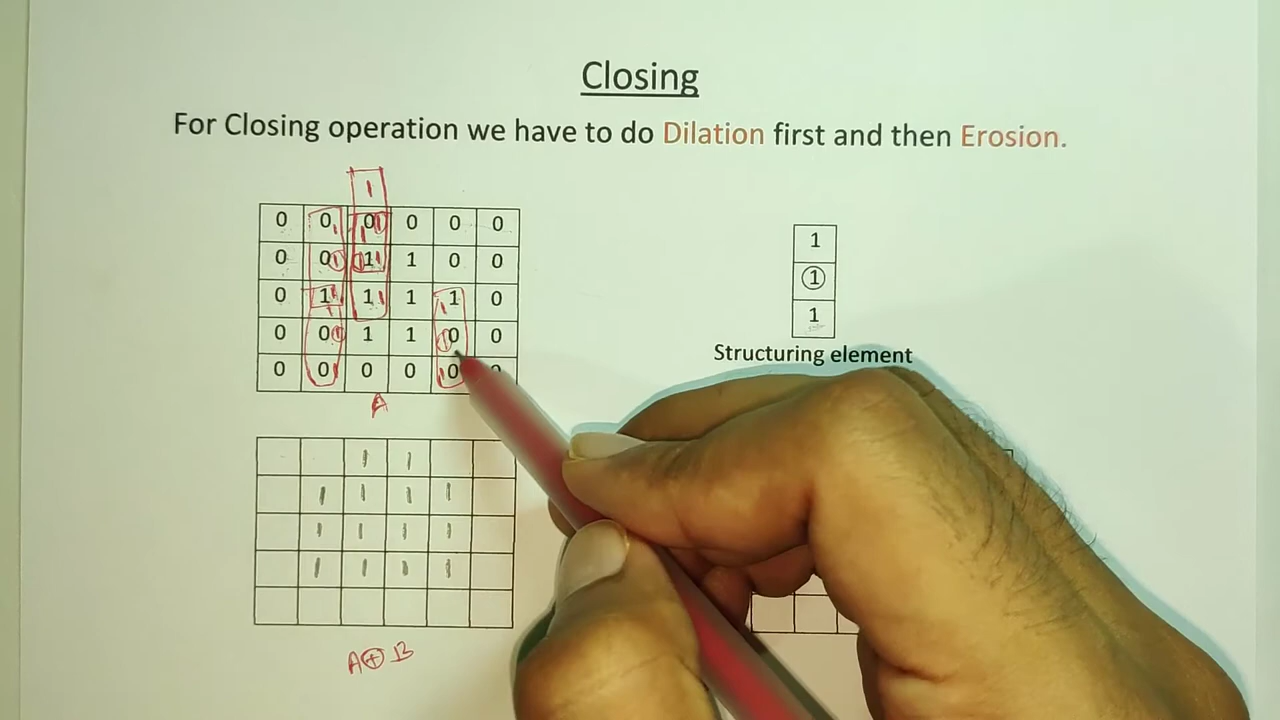 Closing
For Closing operation we have to do Dilation first and then Erosion.
1
0 0 0 0 0 0
0 0 1 1 0 0
0 1 1 1 1 0
0 0 1 1 0 0
0 0 0 0 0 0
A
1
1
1
Structuring element
1 1
1 1 1 1
1 1 1 1
1 1 1 1
A⊕B